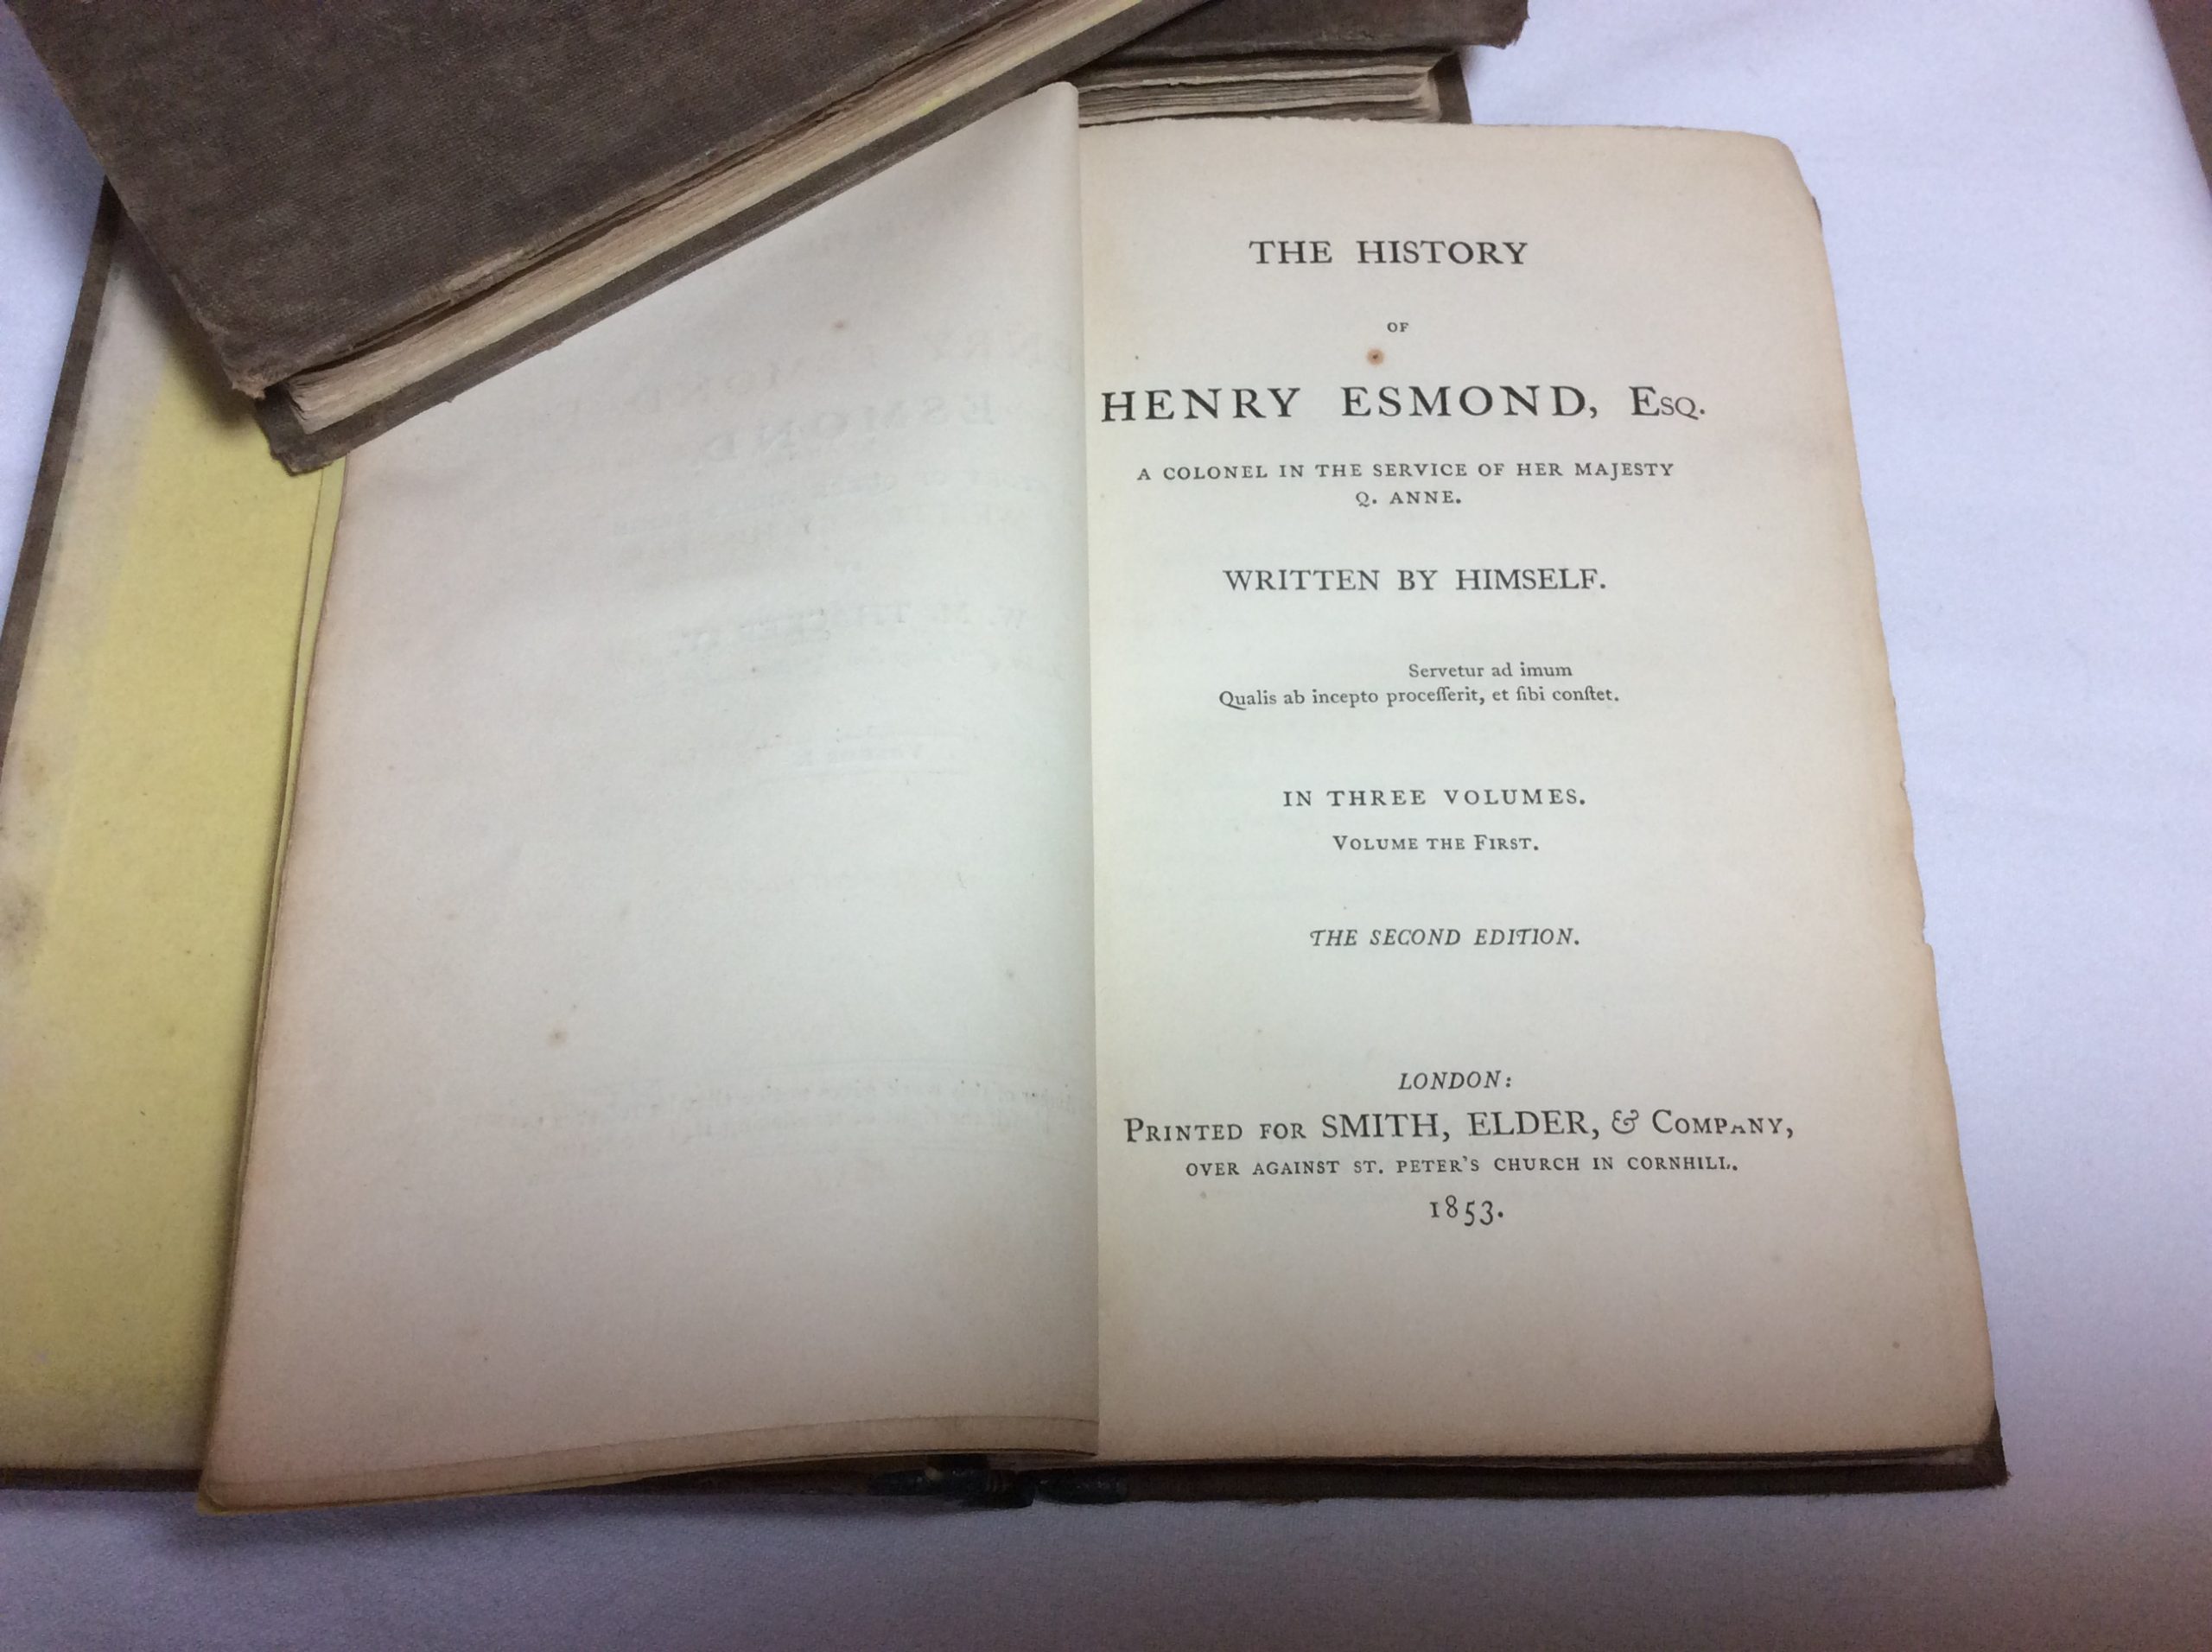 THE HISTORY
OF
HENRY ESMOND, Esq.
A COLONEL IN THE SERVICE OF HER MAJESTY
Q. ANNE.
WRITTEN BY HIMSELF.
Servetur ad imum
Qualis ab incepto proceſſerit, et ſibi conſtet.
IN THREE VOLUMES.
Volume the First.
THE SECOND EDITION.
LONDON:
Printed for SMITH, ELDER, & Company,
OVER AGAINST ST. PETER'S CHURCH IN CORNHILL.
1853.